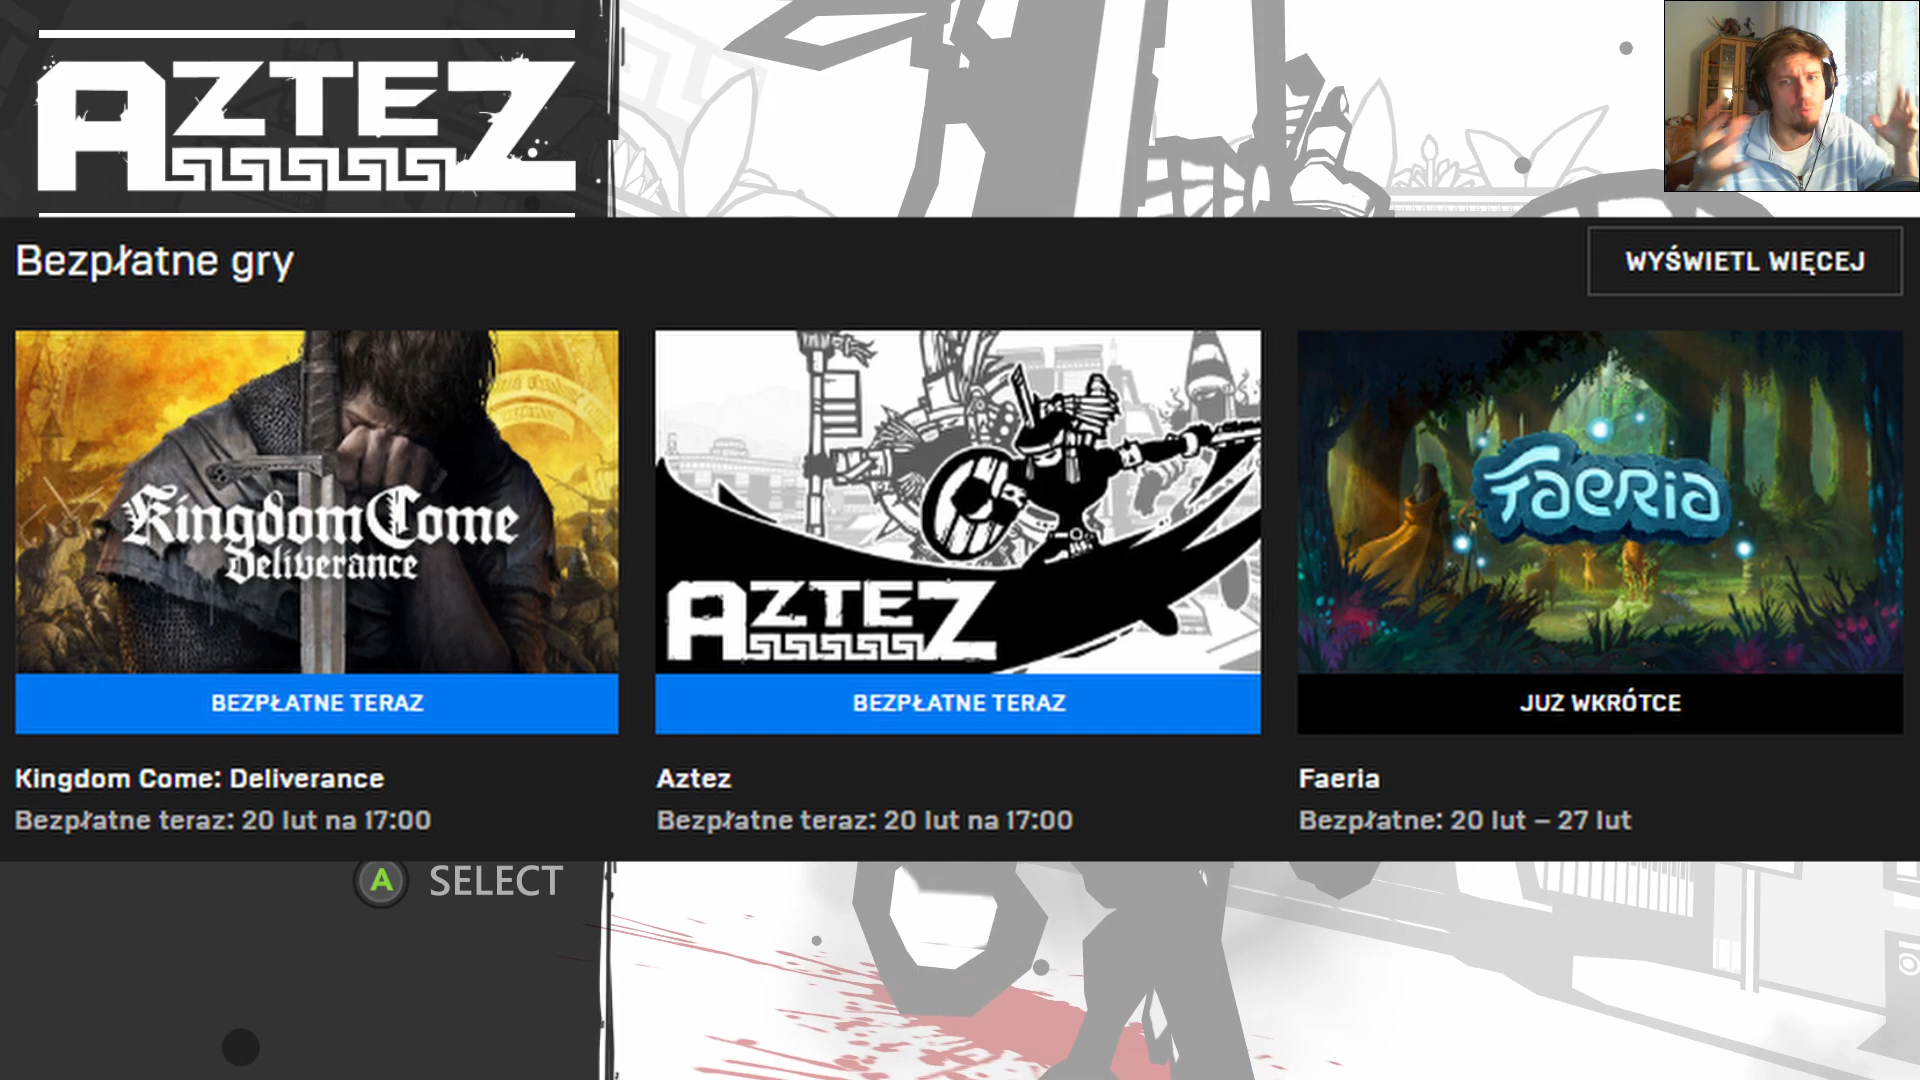 AZTEZ
Bezpłatne gry
WYŚWIETL WIĘCEJ
Kingdom Come
Deliverance
AZTEZ
Faeria
BEZPŁATNE TERAZ
BEZPŁATNE TERAZ
JUZ WKRÓTCE
Kingdom Come: Deliverance
Aztez
Faeria
Bezpłatne teraz: 20 lut na 17:00
Bezpłatne teraz: 20 lut na 17:00
Bezpłatne: 20 lut – 27 lut
A SELECT